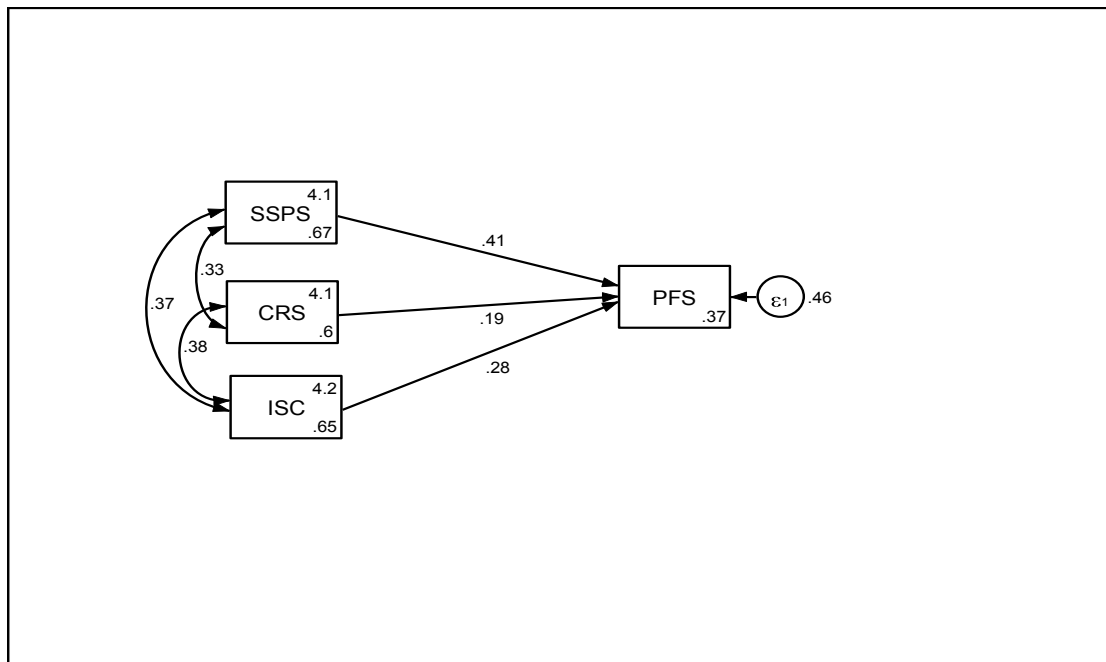 4.1
SSPS
.67
.41
.33
4.1
CRS
.6
.37
PFS
.37
ε1
.46
.19
.38
.28
4.2
ISC
.65